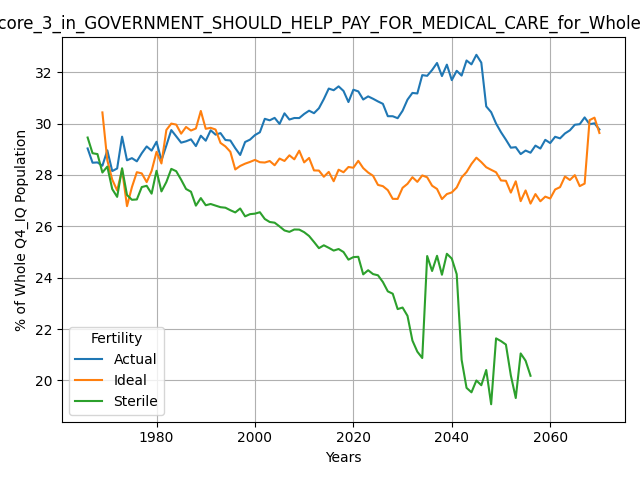 core_3_in_GOVERNMENT_SHOULD_HELP_PAY_FOR_MEDICAL_CARE_for_Whole
% of Whole Q4_IQ Population
32
30
28
26
24
22
20
Fertility
Actual
Ideal
Sterile
1980
2000
2020
2040
2060
Years